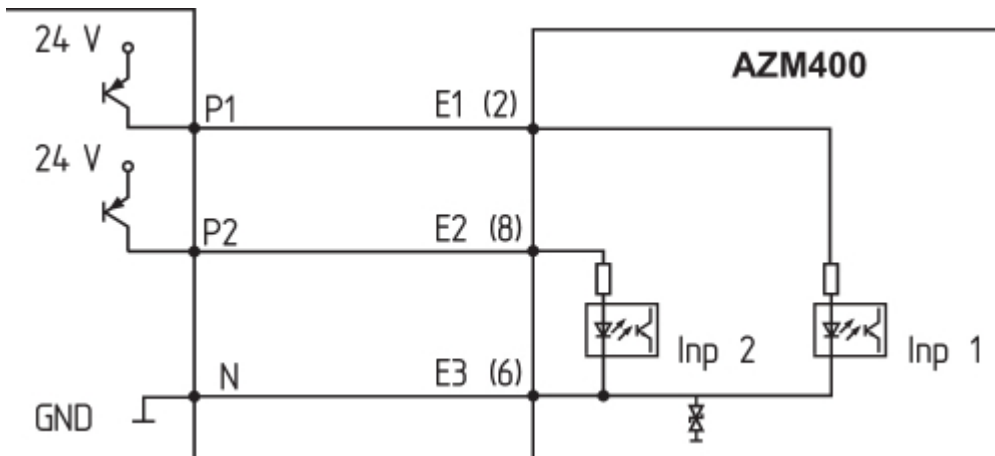 24 V
AZM400
P1
E1 (2)
24 V
P2
E2 (8)
Inp 2
Inp 1
N
E3 (6)
GND